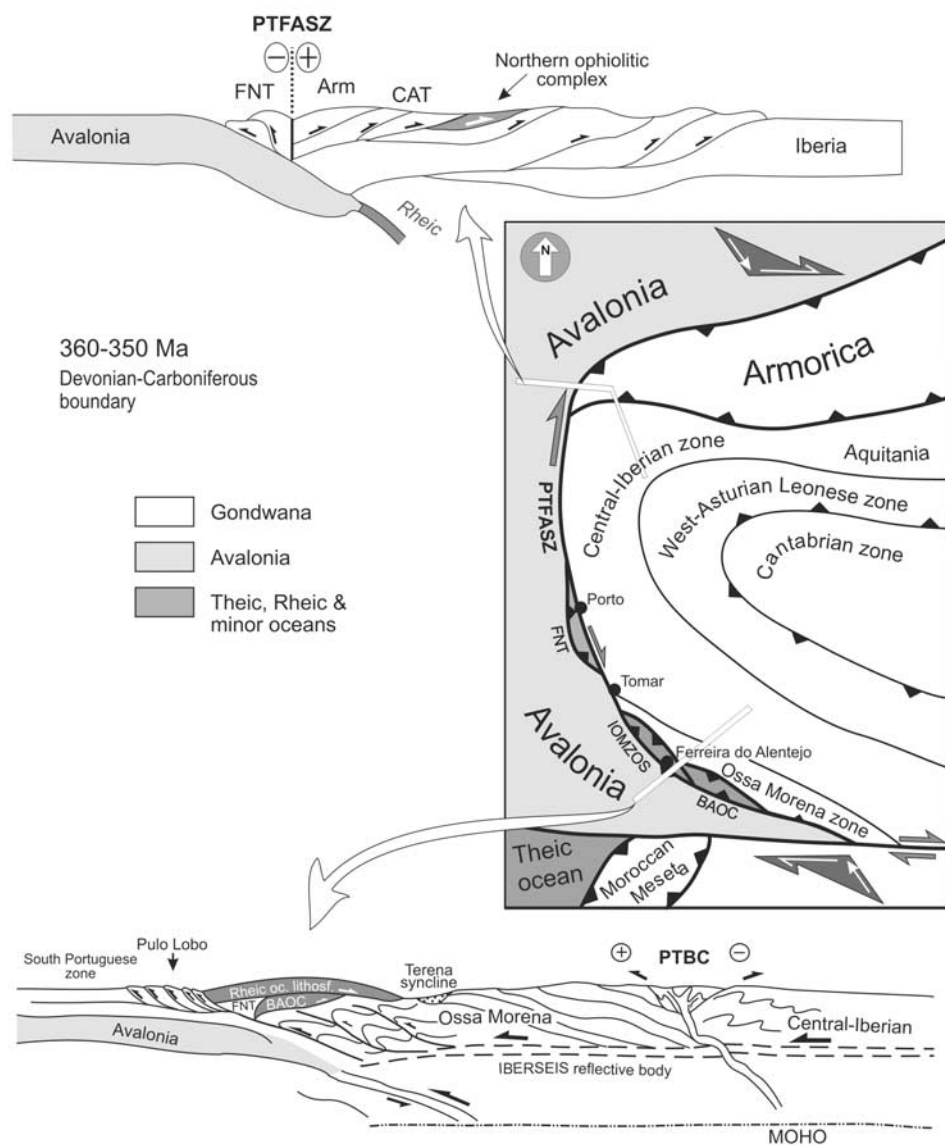 PTFASZ
− +
FNT
Arm
CAT
Northern ophiolitic
complex
Avalonia
Iberia
Rheic
360-350 Ma
Devonian-Carboniferous
boundary
Gondwana
Avalonia
Theic, Rheic &
minor oceans
N
Avalonia
Armorica
Aquitania
Central-Iberian zone
West-Asturian Leonese zone
Cantabrian zone
PTFASZ
Porto
FNT
Tomar
Avalonia
IOMZOS
Ferreira do Alentejo
BAOC
Ossa Morena zone
Theic
ocean
Moroccan
Meseta
Pulo Lobo
South Portuguese
zone
Rheic oc. lithosf
FNT
BAOC
Terena
syncline
+ PTBC −
Ossa Morena
Central-Iberian
Avalonia
IBERSEIS reflective body
MOHO